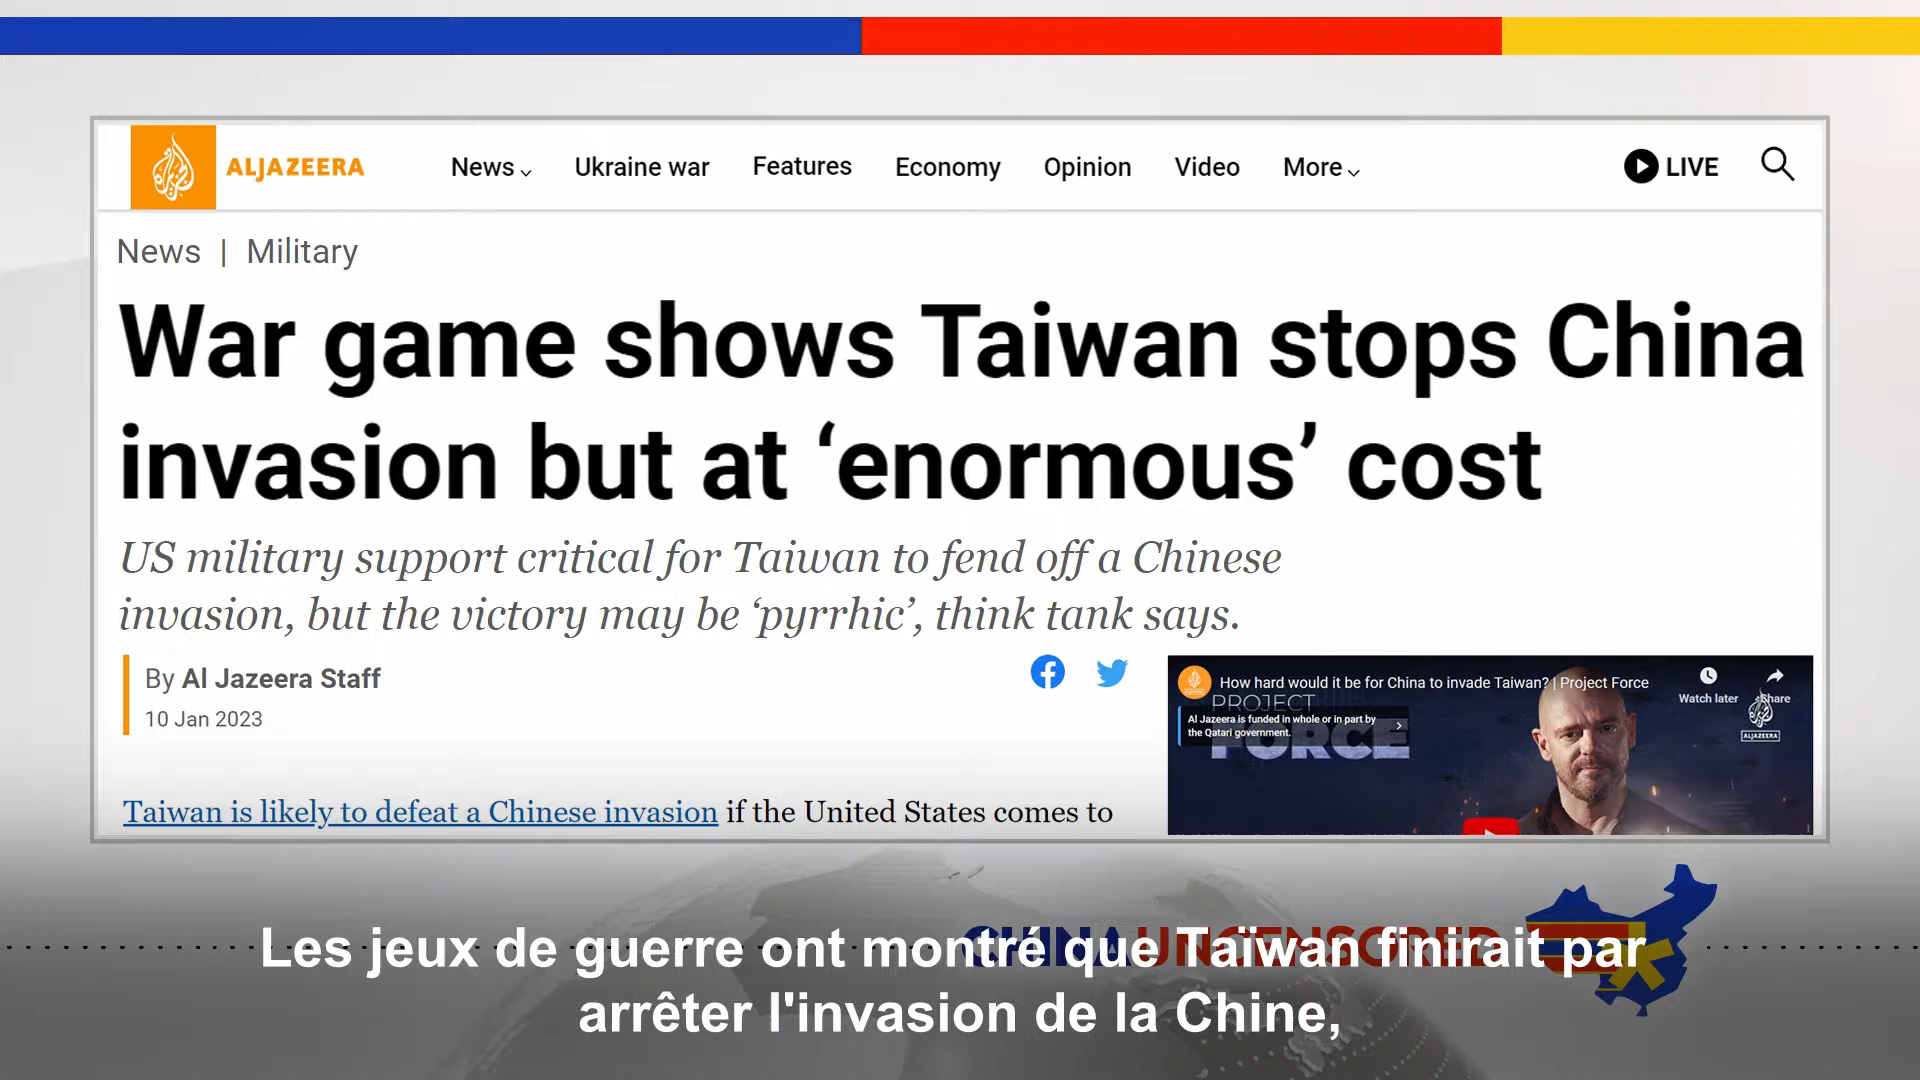 ALJAZEERA
News Ukraine war Features Economy Opinion Video More LIVE
News | Military
War game shows Taiwan stops China
invasion but at ‘enormous’ cost
US military support critical for Taiwan to fend off a Chinese
invasion, but the victory may be ‘pyrrhic’, think tank says.
By Al Jazeera Staff
10 Jan 2023
How hard would it be for China to invade Taiwan? | Project Force
Watch later
Share
PROJECT
Al Jazeera is funded in whole or in part by
the Qatari government.
FORCE
ALJAZEERA
Taiwan is likely to defeat a Chinese invasion if the United States comes to
CHINA UNCENSORED
Les jeux de guerre ont montré que Taïwan finirait par
arrêter l'invasion de la Chine,